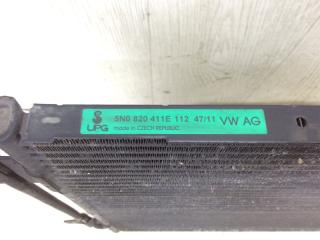 5N0 820 411E 112 47/11 VW AG
UPG made in CZECH REPUBLIC